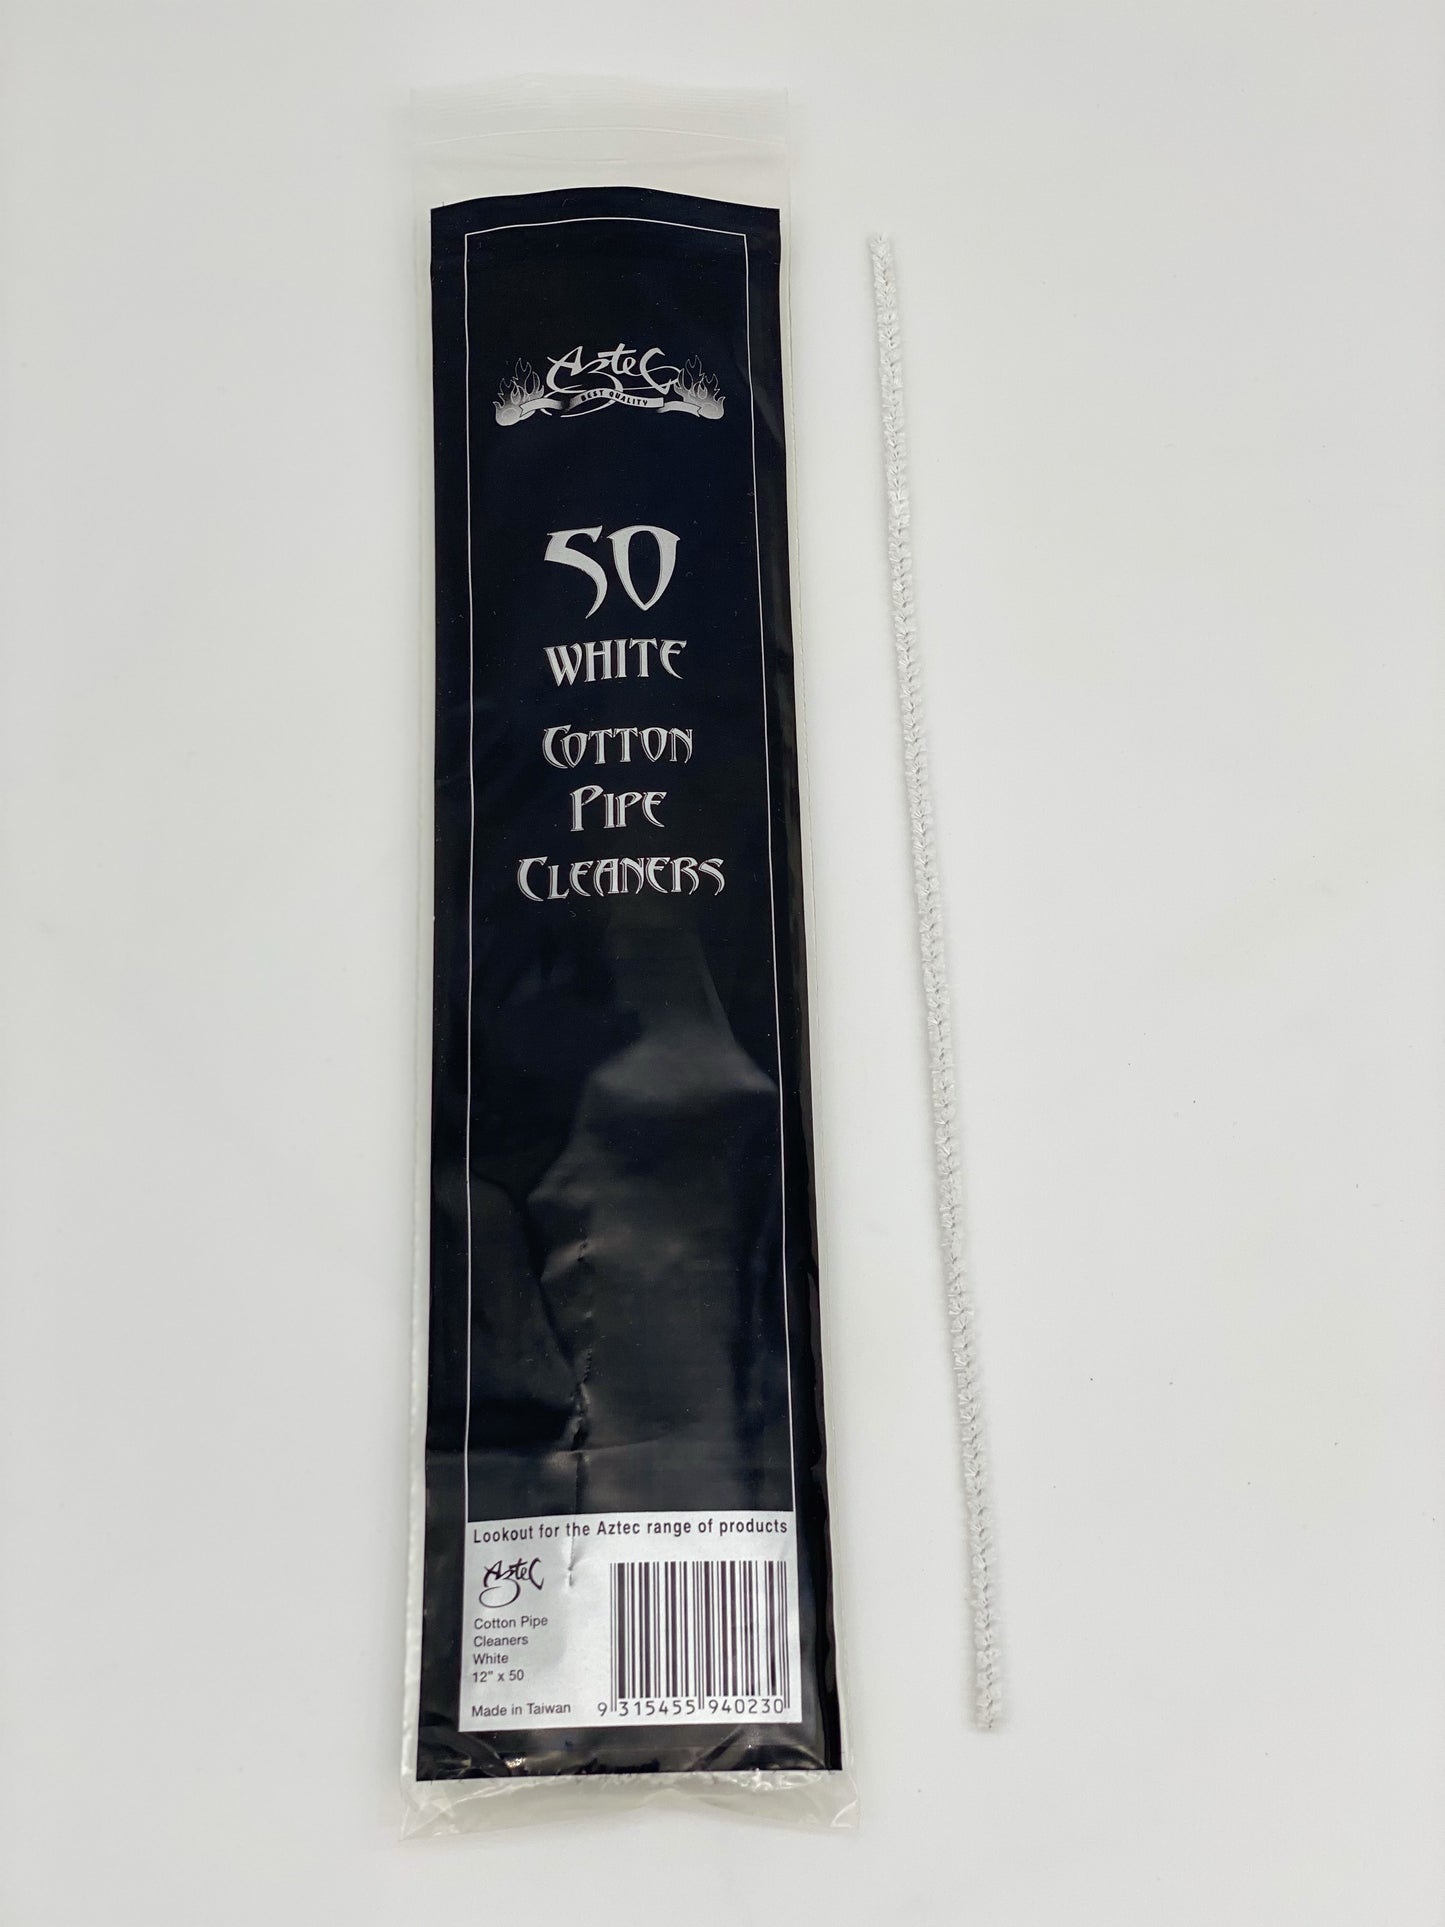 Aztec
BEST QUALITY
50
WHITE
COTTON
PIPE
CLEANERS
Lookout for the Aztec range of products
Aztec
Cotton Pipe
Cleaners
White
12" x 50
Made in Taiwan
9 315455 940230